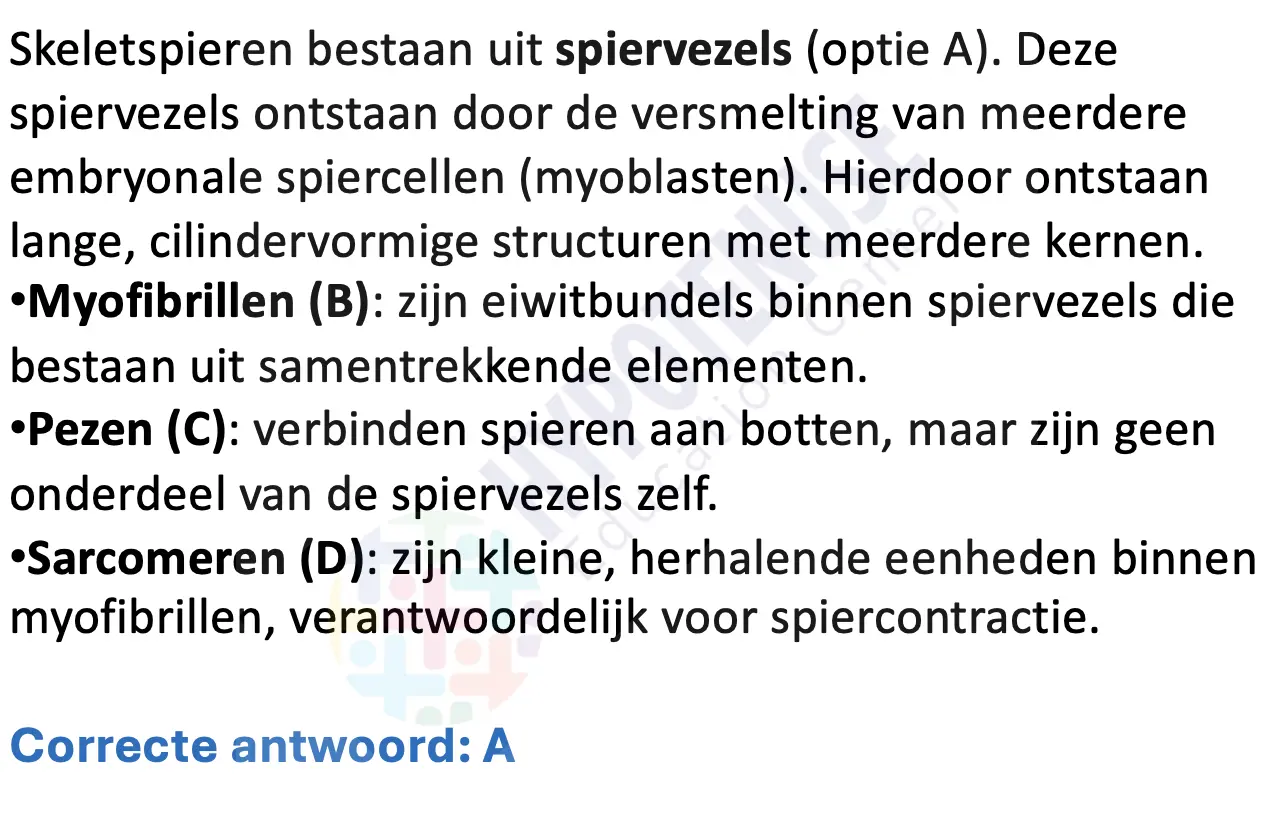 Skeletspieren bestaan uit spiervezels (optie A). Deze
spiervezels ontstaan door de versmelting van meerdere
embryonale spiercellen (myoblasten). Hierdoor ontstaan
lange, cilindervormige structuren met meerdere kernen.
•Myofibrillen (B): zijn eiwitbundels binnen spiervezels die
bestaan uit samentrekkende elementen.
•Pezen (C): verbinden spieren aan botten, maar zijn geen
onderdeel van de spiervezels zelf.
•Sarcomeren (D): zijn kleine, herhalende eenheden binnen
myofibrillen, verantwoordelijk voor spiercontractie.
Correcte antwoord: A
HYPOTENUSE
Education Center